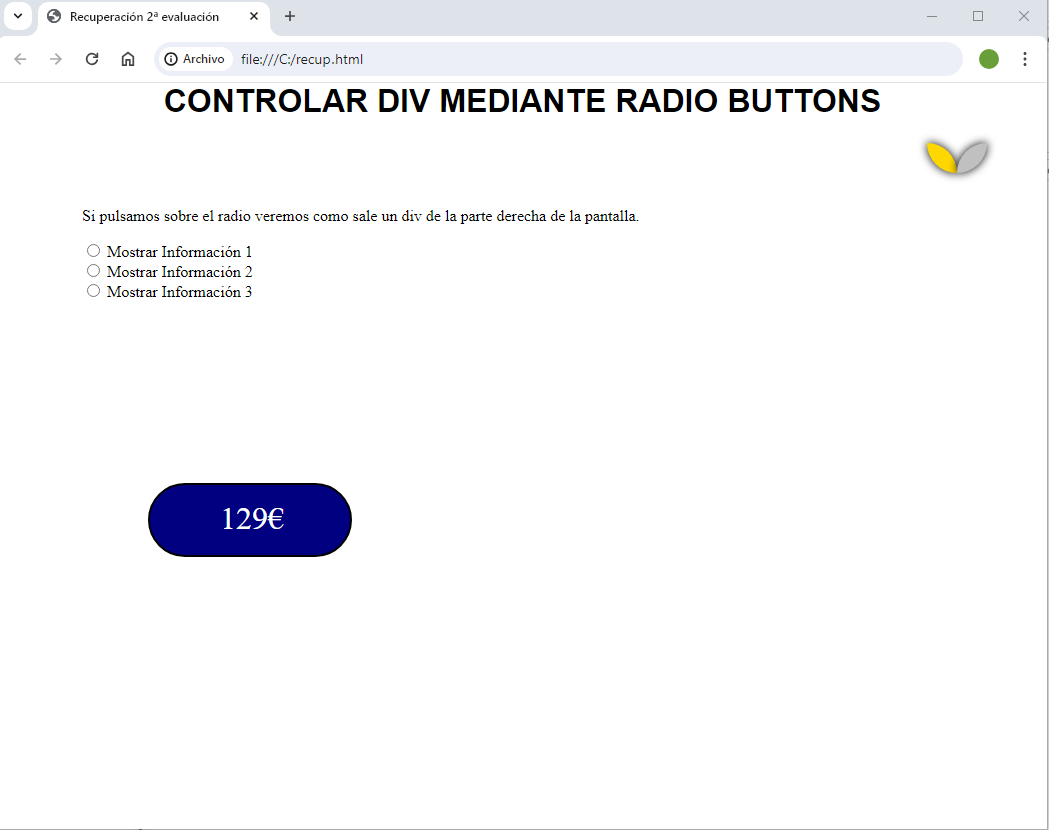 Recuperación 2ª evaluación
Archivo file:///C:/recup.html
CONTROLAR DIV MEDIANTE RADIO BUTTONS
Si pulsamos sobre el radio veremos como sale un div de la parte derecha de la pantalla.
Mostrar Información 1
Mostrar Información 2
Mostrar Información 3
129€